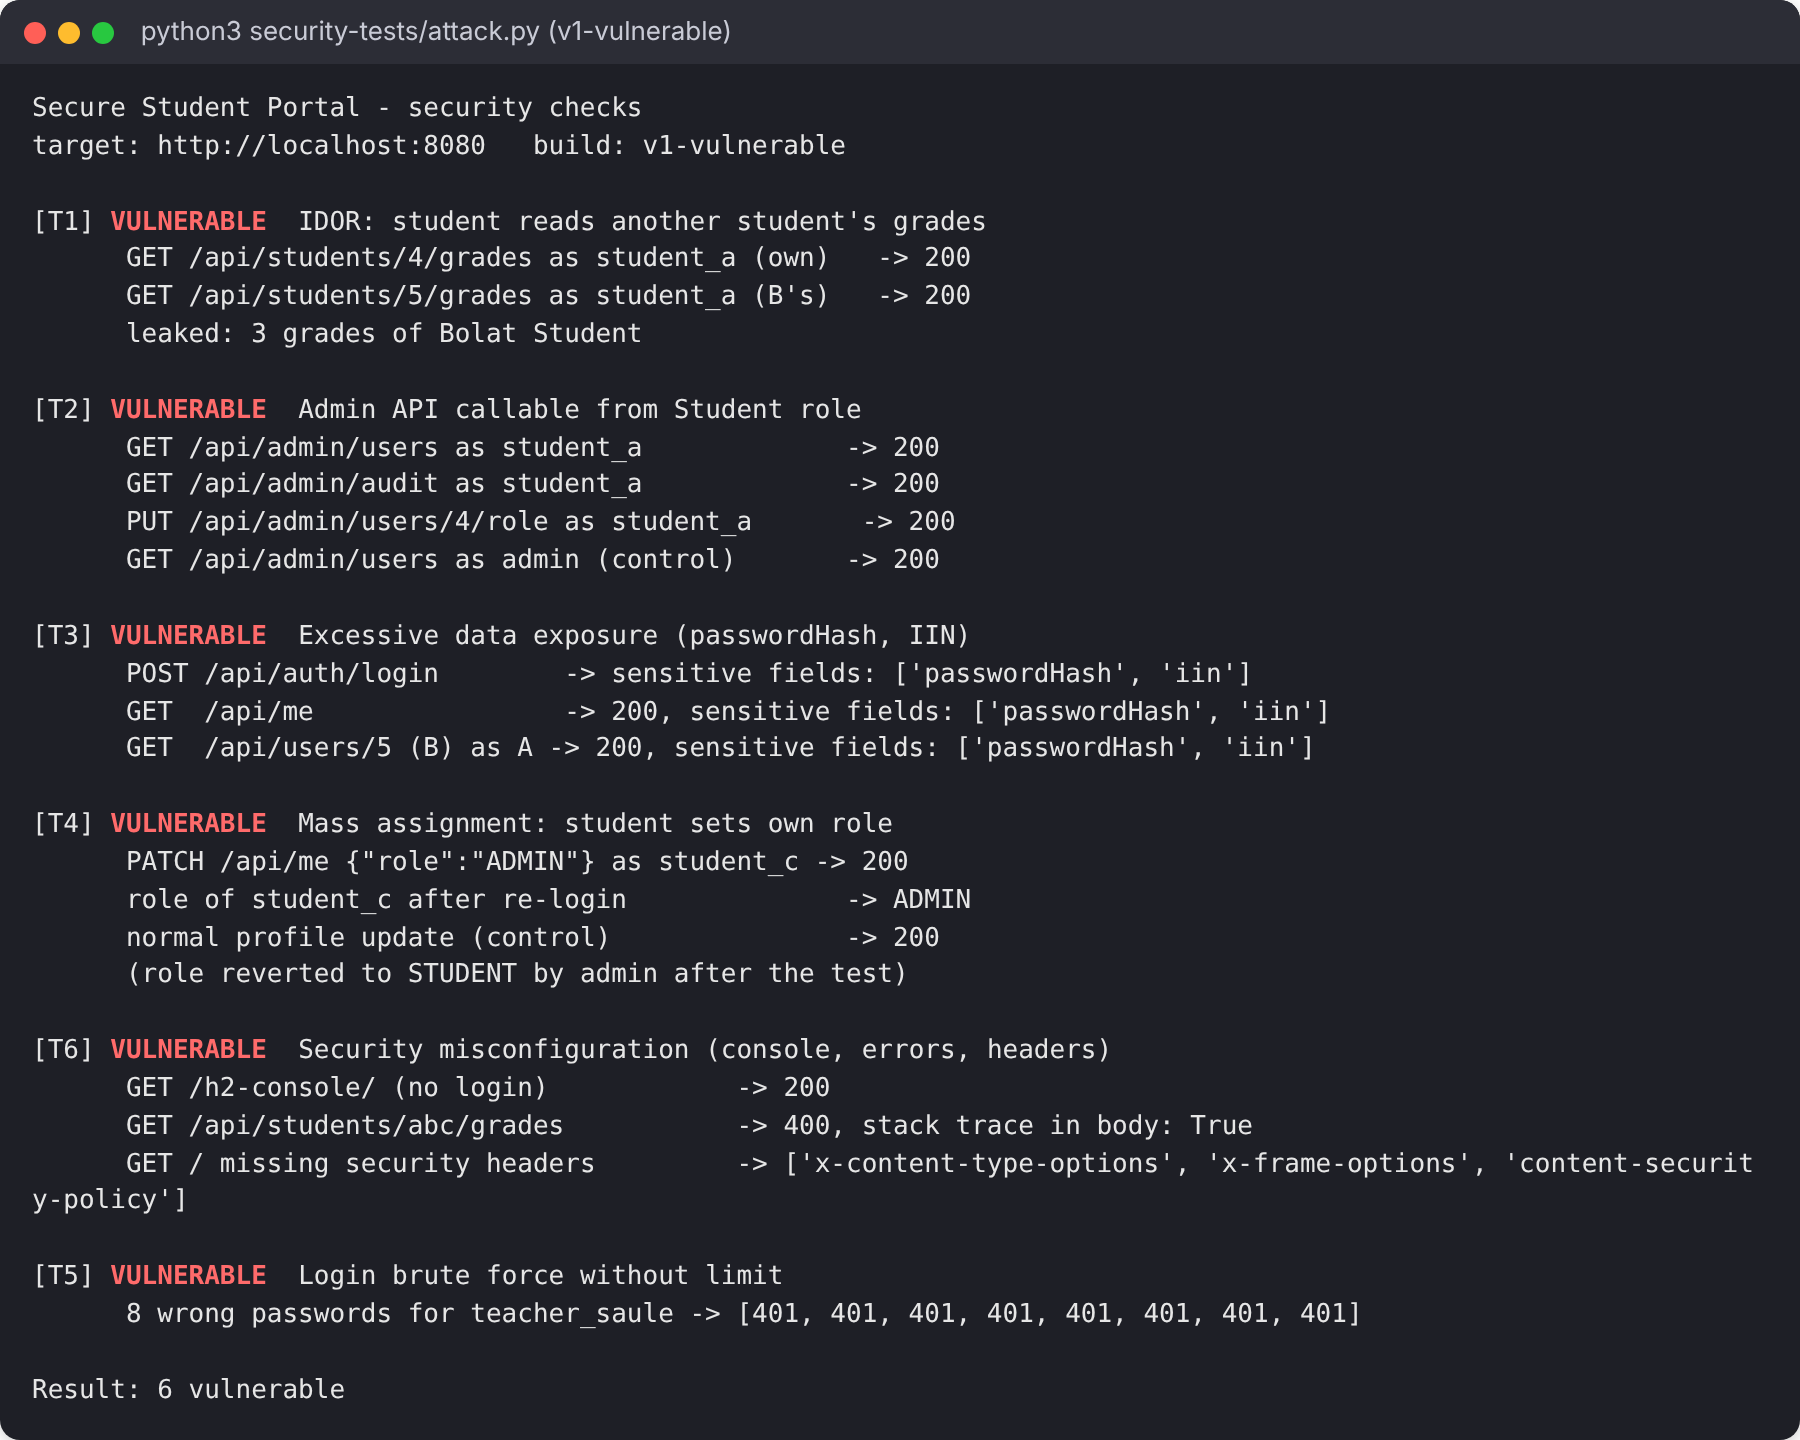 python3 security-tests/attack.py (v1-vulnerable)
Secure Student Portal - security checks
target: http://localhost:8080   build: v1-vulnerable
[T1] VULNERABLE  IDOR: student reads another student's grades
      GET /api/students/4/grades as student_a (own)   -> 200
      GET /api/students/5/grades as student_a (B's)   -> 200
      leaked: 3 grades of Bolat Student
[T2] VULNERABLE  Admin API callable from Student role
      GET /api/admin/users as student_a             -> 200
      GET /api/admin/audit as student_a             -> 200
      PUT /api/admin/users/4/role as student_a       -> 200
      GET /api/admin/users as admin (control)       -> 200
[T3] VULNERABLE  Excessive data exposure (passwordHash, IIN)
      POST /api/auth/login        -> sensitive fields: ['passwordHash', 'iin']
      GET  /api/me                -> 200, sensitive fields: ['passwordHash', 'iin']
      GET  /api/users/5 (B) as A -> 200, sensitive fields: ['passwordHash', 'iin']
[T4] VULNERABLE  Mass assignment: student sets own role
      PATCH /api/me {"role":"ADMIN"} as student_c -> 200
      role of student_c after re-login              -> ADMIN
      normal profile update (control)               -> 200
      (role reverted to STUDENT by admin after the test)
[T6] VULNERABLE  Security misconfiguration (console, errors, headers)
      GET /h2-console/ (no login)            -> 200
      GET /api/students/abc/grades           -> 400, stack trace in body: True
      GET / missing security headers         -> ['x-content-type-options', 'x-frame-options', 'content-securit
y-policy']
[T5] VULNERABLE  Login brute force without limit
      8 wrong passwords for teacher_saule -> [401, 401, 401, 401, 401, 401, 401, 401]
Result: 6 vulnerable